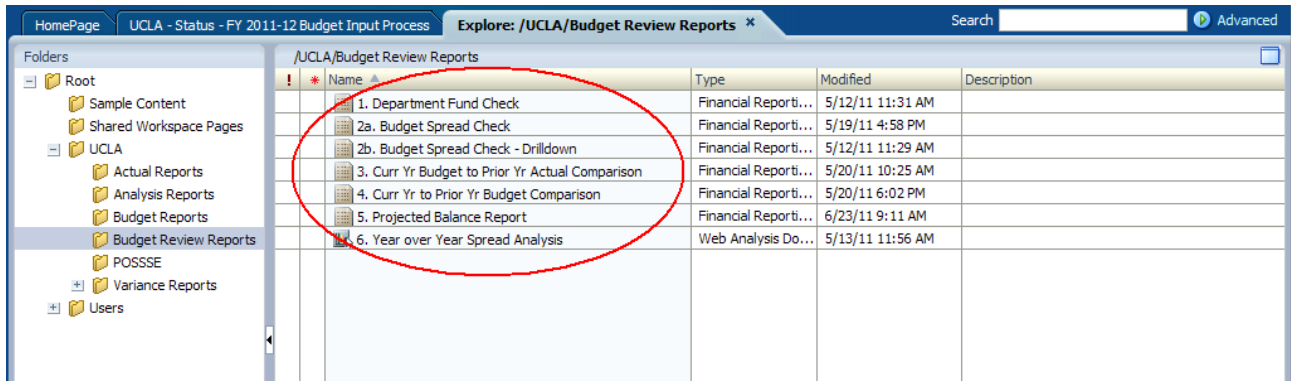 HomePage UCLA - Status - FY 2011-12 Budget Input Process Explore: /UCLA/Budget Review Reports × Search Advanced
Folders /UCLA/Budget Review Reports
Root ! * Name Type Modified Description
Sample Content 1. Department Fund Check Financial Reporti... 5/12/11 11:31 AM
Shared Workspace Pages 2a. Budget Spread Check Financial Reporti... 5/19/11 4:58 PM
UCLA 2b. Budget Spread Check - Drilldown Financial Reporti... 5/12/11 11:29 AM
Actual Reports 3. Curr Yr Budget to Prior Yr Actual Comparison Financial Reporti... 5/20/11 10:25 AM
Analysis Reports 4. Curr Yr to Prior Yr Budget Comparison Financial Reporti... 5/20/11 6:02 PM
Budget Reports 5. Projected Balance Report Financial Reporti... 6/23/11 9:11 AM
Budget Review Reports 6. Year over Year Spread Analysis Web Analysis Do... 5/13/11 11:56 AM
POSSSE
Variance Reports
Users